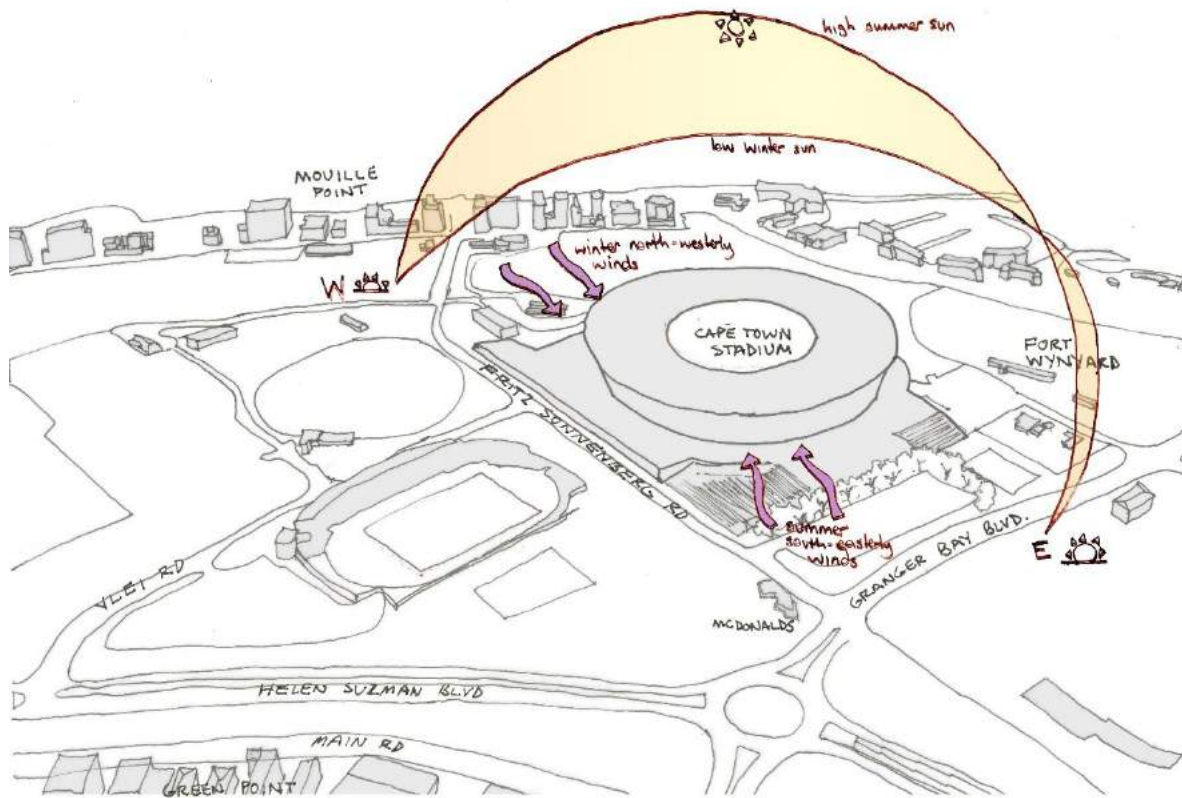 high summer sun
low winter sun
MOUILLE
POINT
winter north=westerly
winds
W
CAPE TOWN
STADIUM
FORT
WYNYARD
FRITZ SONNENBERG RD
summer
south=easterly
winds
E
GRANGER BAY BLVD.
VLEI RD
MCDONALDS
HELEN SUZMAN BLVD
MAIN RD
GREEN POINT